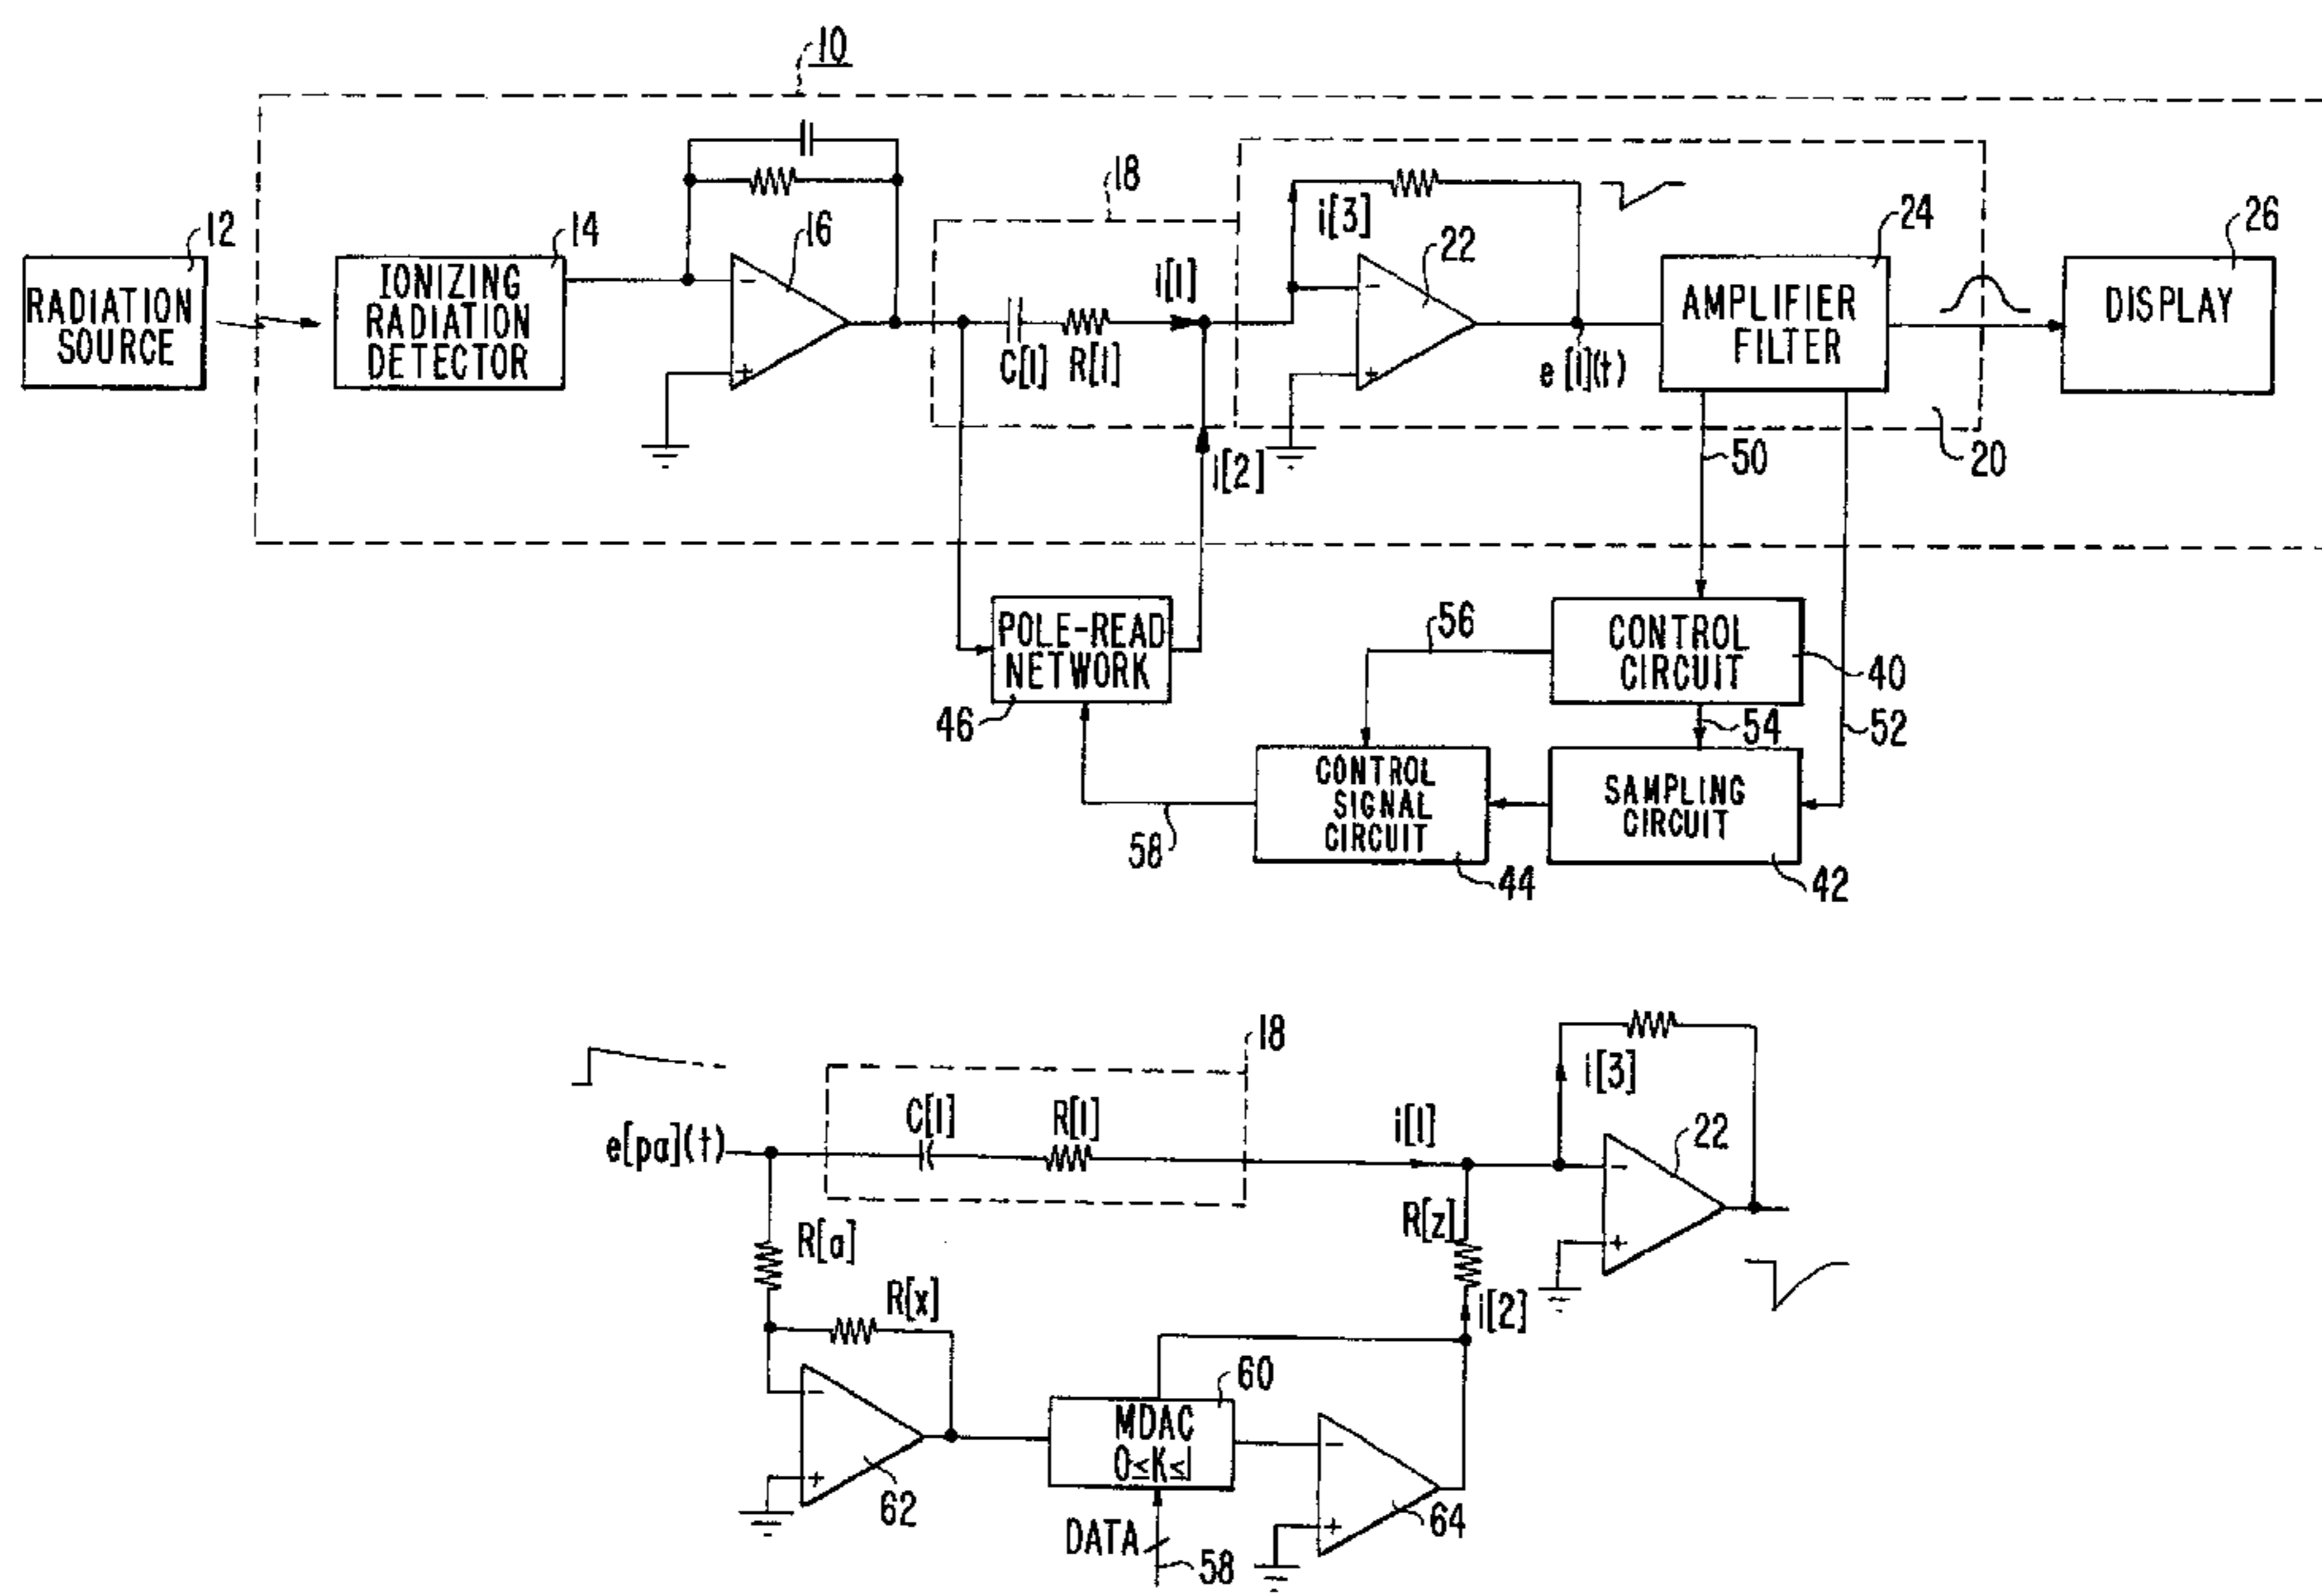 10
12
RADIATION
SOURCE
14
IONIZING
RADIATION
DETECTOR
16
-
+
18
C[1]
R[1]
i[1]
i[2]
i[3]
22
-
+
e[i](t)
24
AMPLIFIER
FILTER
26
DISPLAY
20
50
52
POLE-READ
NETWORK
46
56
CONTROL
CIRCUIT
40
54
58
CONTROL
SIGNAL
CIRCUIT
44
SAMPLING
CIRCUIT
42
18
e[pa](t)
C[1]
R[1]
i[1]
i[3]
22
-
+
R[a]
R[z]
R[x]
i[2]
-
+
62
60
MDAC
0≤K≤1
-
+
64
DATA
58